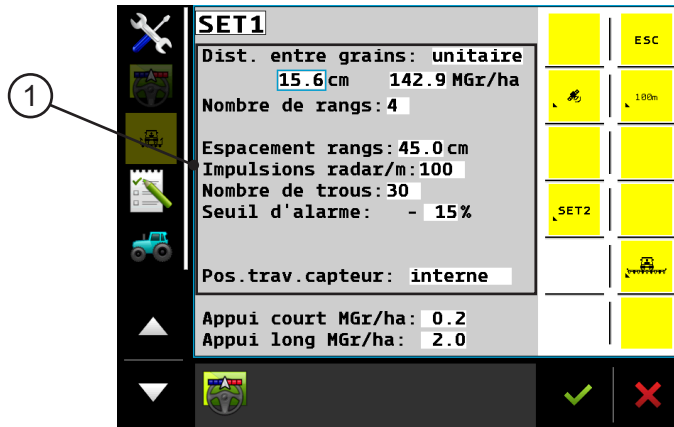 SET1
Dist. entre grains: unitaire
15.6 cm 142.9 MGr/ha
Nombre de rangs: 4
Espacement rangs: 45.0 cm
Impulsions radar/m: 100
Nombre de trous: 30
Seuil d'alarme: - 15 %
Pos.trav.capteur: interne
Appui court MGr/ha: 0.2
Appui long MGr/ha: 2.0
ESC
100m
SET2
1